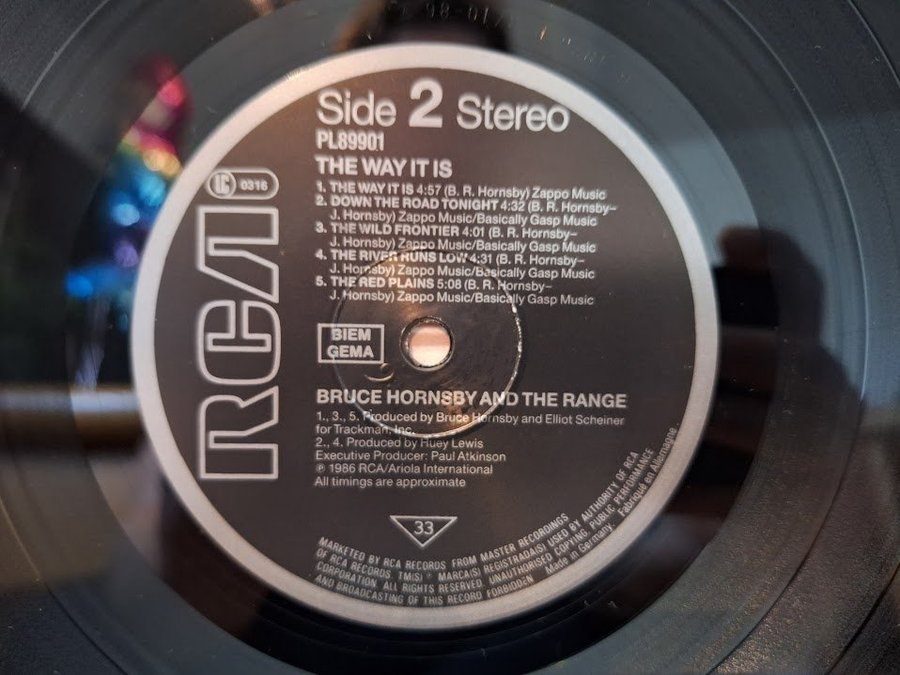 98-01
Side 2 Stereo
PL89901
THE WAY IT IS
LC 0316
RCA
1. THE WAY IT IS 4:57 (B. R. Hornsby) Zappo Music
2. DOWN THE ROAD TONIGHT 4:32 (B. R. Hornsby–
J. Hornsby) Zappo Music/Basically Gasp Music
3. THE WILD FRONTIER 4:01 (B. R. Hornsby–
J. Hornsby) Zappo Music/Basically Gasp Music
4. THE RIVER RUNS LOW 4:31 (B. R. Hornsby–
J. Hornsby) Zappo Music/Basically Gasp Music
5. THE RED PLAINS 5:08 (B. R. Hornsby–
J. Hornsby) Zappo Music/Basically Gasp Music
BIEM
GEMA
BRUCE HORNSBY AND THE RANGE
1., 3., 5. Produced by Bruce Hornsby and Elliot Scheiner
for Trackman, Inc.
2., 4. Produced by Huey Lewis
Executive Producer: Paul Atkinson
℗ 1986 RCA/Ariola International
All timings are approximate
33
MARKETED BY RCA RECORDS FROM MASTER RECORDINGS
OF RCA RECORDS. TM(S) ® MARCA(S) REGISTRADA(S) USED BY AUTHORITY OF RCA
CORPORATION. ALL RIGHTS RESERVED. UNAUTHORISED COPYING PUBLIC PERFORMANCE
AND BROADCASTING OF THIS RECORD FORBIDDEN Made in Germany. Fabriqué en Allemagne